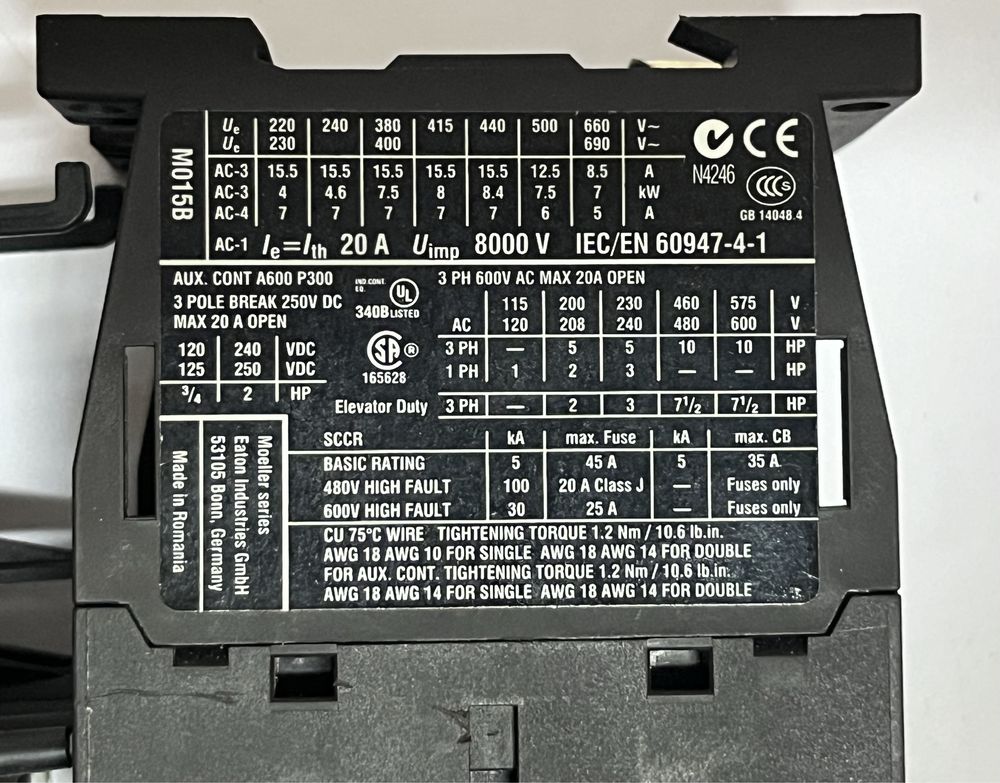 M015B
Ue 220 240 380 415 440 500 660 V~
Ue 230 400 690 V~
AC-3 15.5 15.5 15.5 15.5 15.5 12.5 8.5 A
AC-3 4 4.6 7.5 8 8.4 7.5 7 kW
AC-4 7 7 7 7 7 6 5 A
AC-1 Ie=Ith 20 A Uimp 8000 V IEC/EN 60947-4-1
N4246
CE
CCC S
GB 14048.4
AUX. CONT A600 P300
3 POLE BREAK 250V DC
MAX 20 A OPEN
IND.CONT.
EQ.
UL
340B LISTED
SA ®
165628
120 240 VDC
125 250 VDC
3/4 2 HP
3 PH 600V AC MAX 20A OPEN
115 200 230 460 575 V
AC 120 208 240 480 600 V
3 PH — 5 5 10 10 HP
1 PH 1 2 3 — — HP
Elevator Duty 3 PH — 2 3 7 1/2 7 1/2 HP
SCCR kA max. Fuse kA max. CB
BASIC RATING 5 45 A 5 35 A
480V HIGH FAULT 100 20 A Class J — Fuses only
600V HIGH FAULT 30 25 A — Fuses only
CU 75°C WIRE TIGHTENING TORQUE 1.2 Nm / 10.6 lb.in.
AWG 18 AWG 10 FOR SINGLE AWG 18 AWG 14 FOR DOUBLE
FOR AUX. CONT. TIGHTENING TORQUE 1.2 Nm / 10.6 lb.in.
AWG 18 AWG 14 FOR SINGLE AWG 18 AWG 14 FOR DOUBLE
Moeller series
Eaton Industries GmbH
53105 Bonn, Germany
Made in Romania